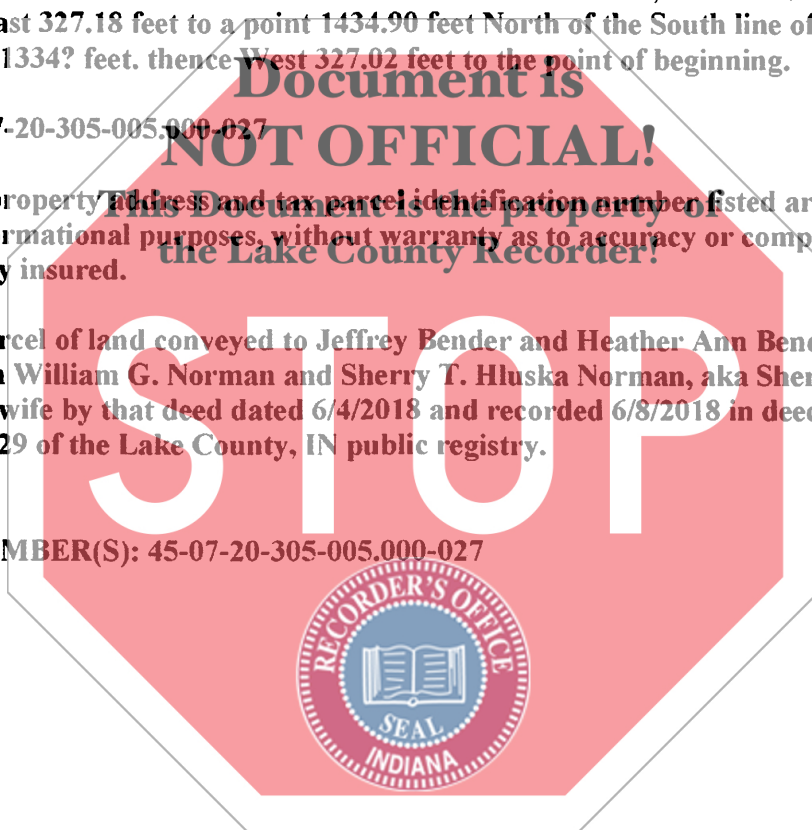 ast 327.18 feet to a point 1434.90 feet North of the South line of
1334? feet. thence West 327.02 feet to the point of beginning.
Document is
-20-305-005.000-027
NOT OFFICIAL!
roperty address and tax parcel identification number listed ar
This Document is the property of
rmational purposes, without warranty as to accuracy or comp
the Lake County Recorder!
y insured.
rcel of land conveyed to Jeffrey Bender and Heather Ann Bend
William G. Norman and Sherry T. Hluska Norman, aka Sher
wife by that deed dated 6/4/2018 and recorded 6/8/2018 in deed
29 of the Lake County, IN public registry.
STOP
MBER(S): 45-07-20-305-005.000-027
RECORDER'S OFFICE
SEAL
INDIANA